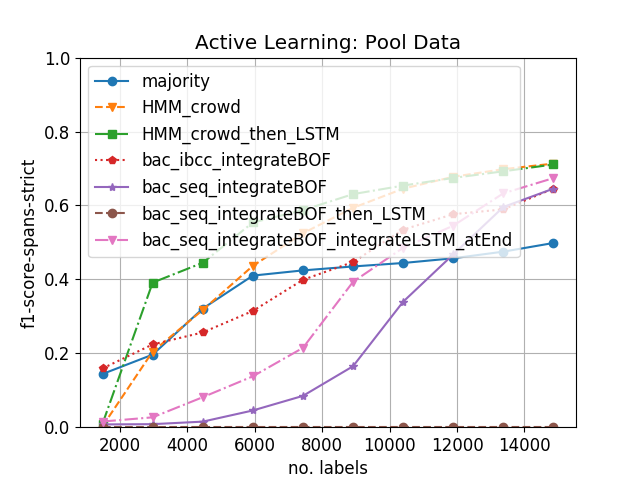 Active Learning: Pool Data
1.0
0.8
0.6
0.4
0.2
0.0
f1-score-spans-strict
majority
HMM_crowd
HMM_crowd_then_LSTM
bac_ibcc_integrateBOF
bac_seq_integrateBOF
bac_seq_integrateBOF_then_LSTM
bac_seq_integrateBOF_integrateLSTM_atEnd
2000 4000 6000 8000 10000 12000 14000
no. labels